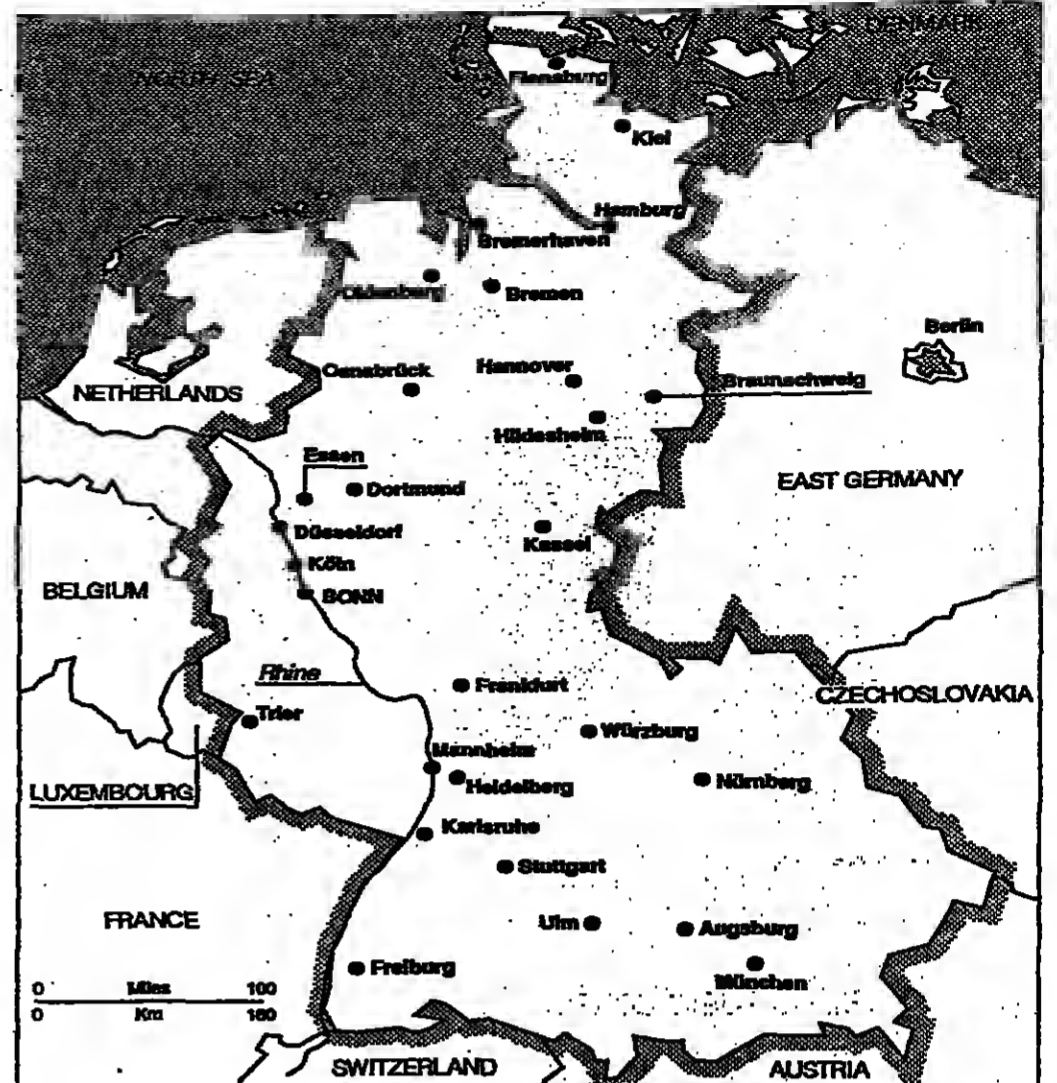 DENMARK
NORTH SEA
Flensburg
Kiel
Hamburg
Bremerhaven
Oldenburg
Bremen
Berlin
Osnabrück
Hannover
Braunschweig
NETHERLANDS
Hildesheim
Essen
EAST GERMANY
Dortmund
Düsseldorf
Kassel
Köln
BELGIUM
BONN
Rhine
Frankfurt
CZECHOSLOVAKIA
Trier
Würzburg
Mannheim
Heidelberg
Nürnberg
LUXEMBOURG
Karlsruhe
Stuttgart
FRANCE
Ulm
Augsburg
Freiburg
München
0 Miles 100
0 Km 160
SWITZERLAND
AUSTRIA